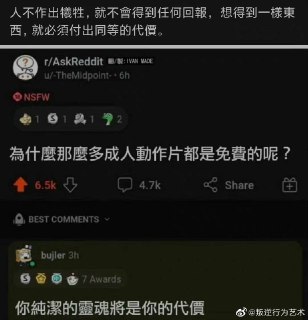 人不作出犧牲，就不會得到任何回報，想得到一樣東
西，就必須付出同等的代價。
r/AskReddit
u/-TheMidpoint- · 6h
NSFW
1 1 1 2
為什麼那麼多成人動作片都是免費的呢？
6.5k 4.7k Share
BEST COMMENTS
bujler 3h
7 Awards
你純潔的靈魂將是你的代價
@叛逆行为艺术